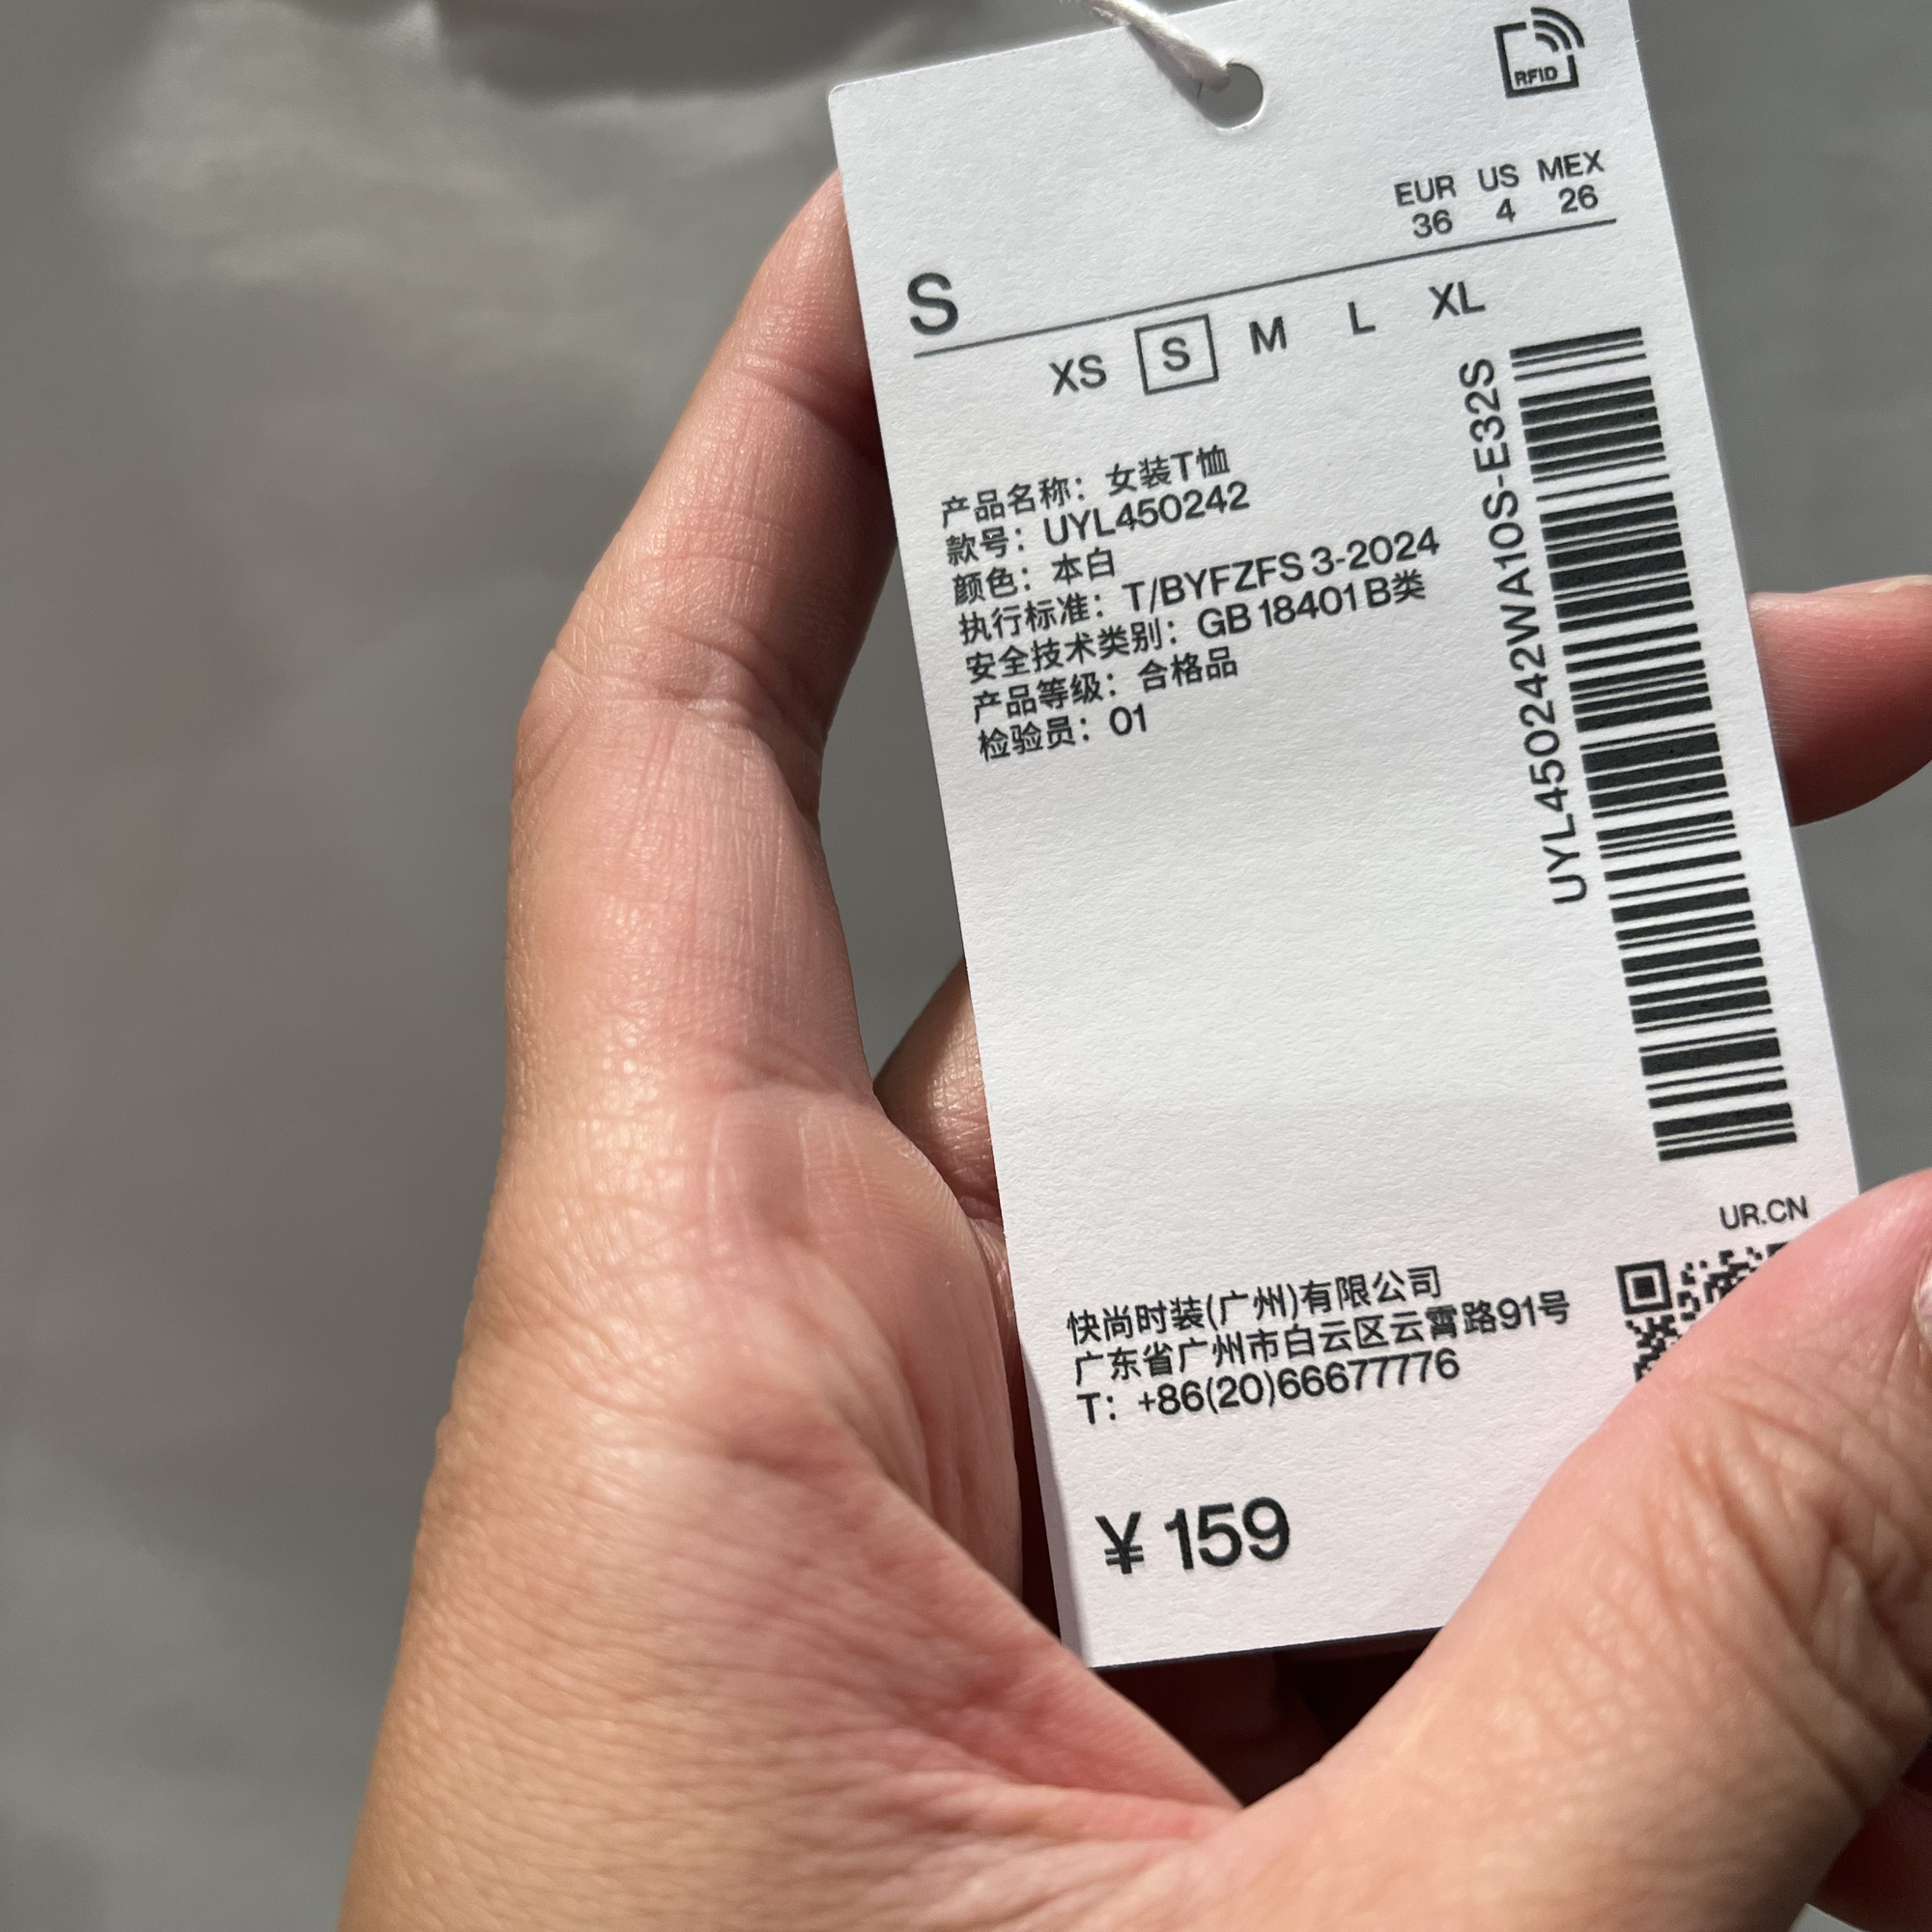 RFID
EUR US MEX
36 4 26
S
XS S M L XL
产品名称：女装T恤
款号：UYL450242
颜色：本白
执行标准：T/BYFZFS 3-2024
安全技术类别：GB 18401 B类
产品等级：合格品
检验员：01
UYL450242WA10S-E32S
UR.CN
快尚时装(广州)有限公司
广东省广州市白云区云霄路91号
T：+86(20)66677776
¥ 159